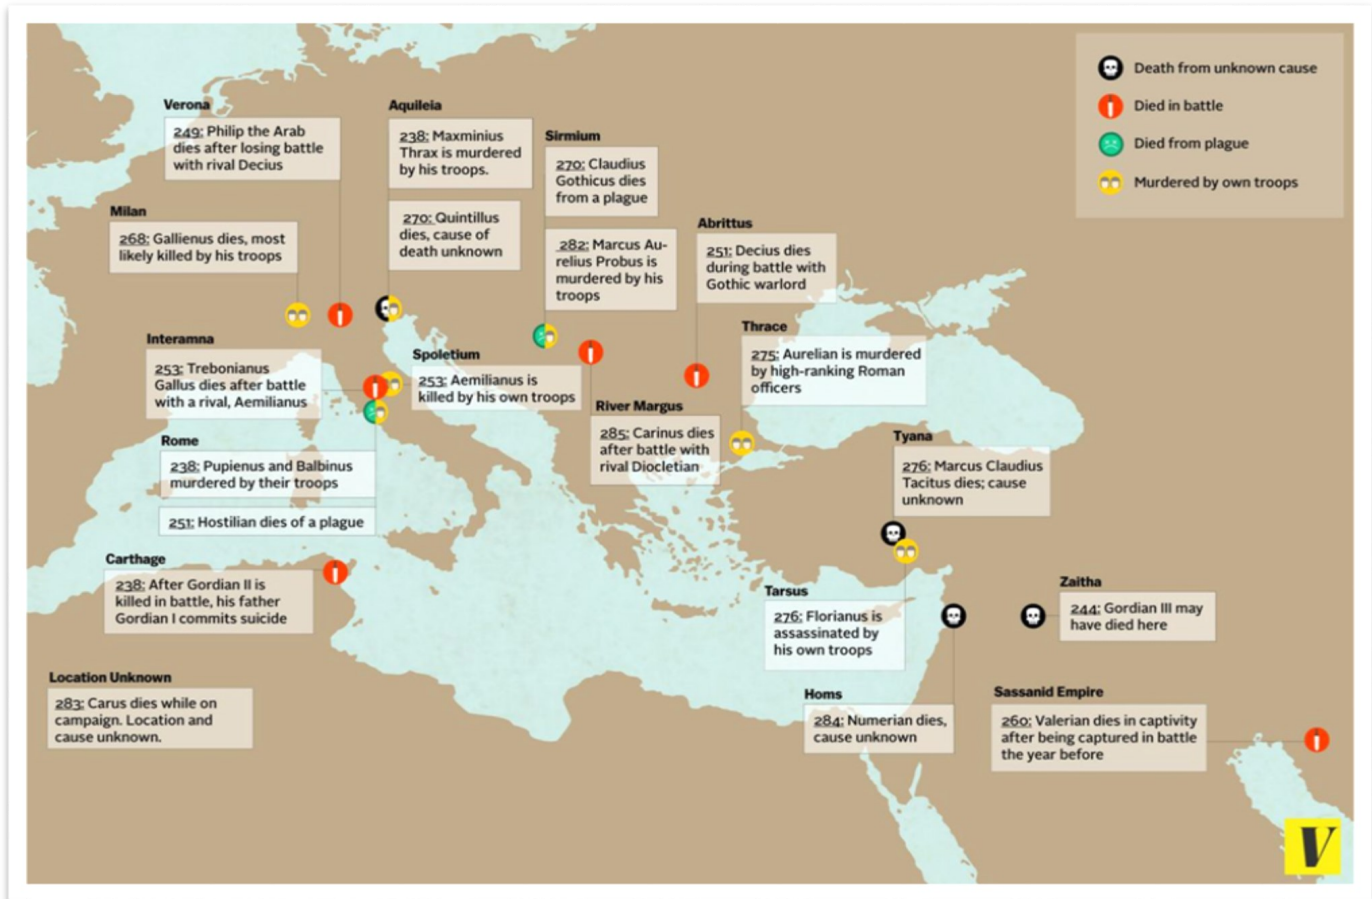 Death from unknown cause
Died in battle
Died from plague
Murdered by own troops
Verona
249: Philip the Arab
dies after losing battle
with rival Decius
Aquileia
238: Maxminius
Thrax is murdered
by his troops.
270: Quintillus
dies, cause of
death unknown
Sirmium
270: Claudius
Gothicus dies
from a plague
282: Marcus Au-
relius Probus is
murdered by his
troops
Milan
268: Gallienus dies, most
likely killed by his troops
Abrittus
251: Decius dies
during battle with
Gothic warlord
Interamna
253: Trebonianus
Gallus dies after battle
with a rival, Aemilianus
Spoletium
253: Aemilianus is
killed by his own troops
Thrace
275: Aurelian is murdered
by high-ranking Roman
officers
River Margus
285: Carinus dies
after battle with
rival Diocletian
Rome
238: Pupienus and Balbinus
murdered by their troops
251: Hostilian dies of a plague
Tyana
276: Marcus Claudius
Tacitus dies; cause
unknown
Carthage
238: After Gordian II is
killed in battle, his father
Gordian I commits suicide
Tarsus
276: Florianus is
assassinated by
his own troops
Zaitha
244: Gordian III may
have died here
Location Unknown
283: Carus dies while on
campaign. Location and
cause unknown.
Homs
284: Numerian dies,
cause unknown
Sassanid Empire
260: Valerian dies in captivity
after being captured in battle
the year before
V